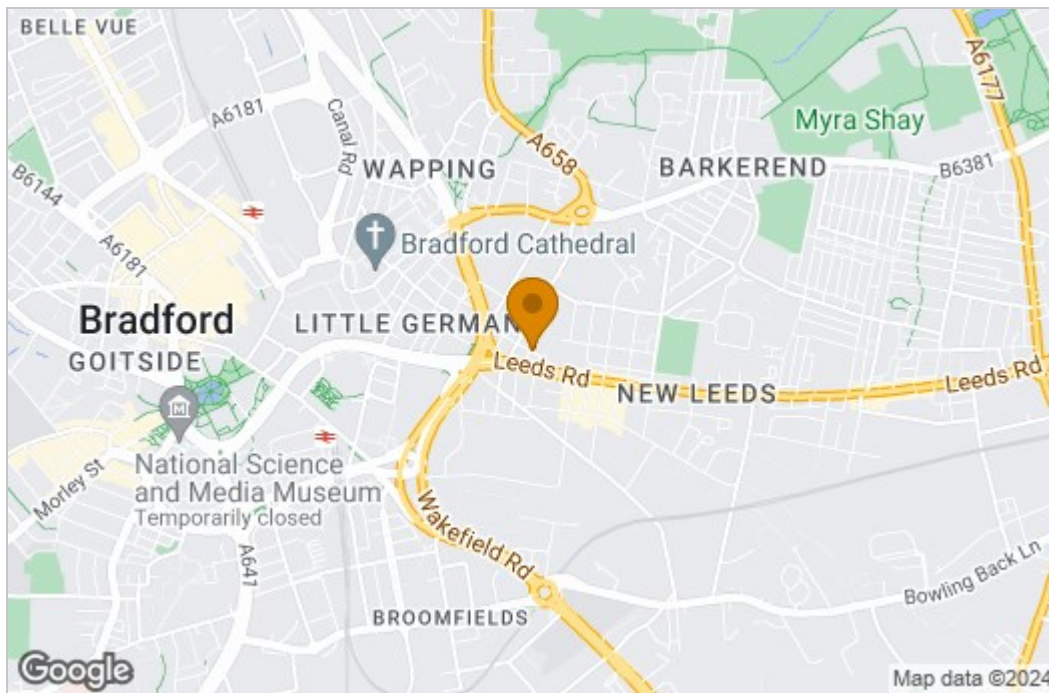 BELLE VUE
A6181
Canal Rd
WAPPING
A658
Myra Shay
A6177
BARKEREND
B6381
B6144
A6181
Bradford Cathedral
Bradford
LITTLE GERMAN
GOITSIDE
Leeds Rd
NEW LEEDS
Leeds Rd
National Science
and Media Museum
Temporarily closed
Morley St
A641
Wakefield Rd
BROOMFIELDS
Bowling Back Ln
Google
Map data ©2024